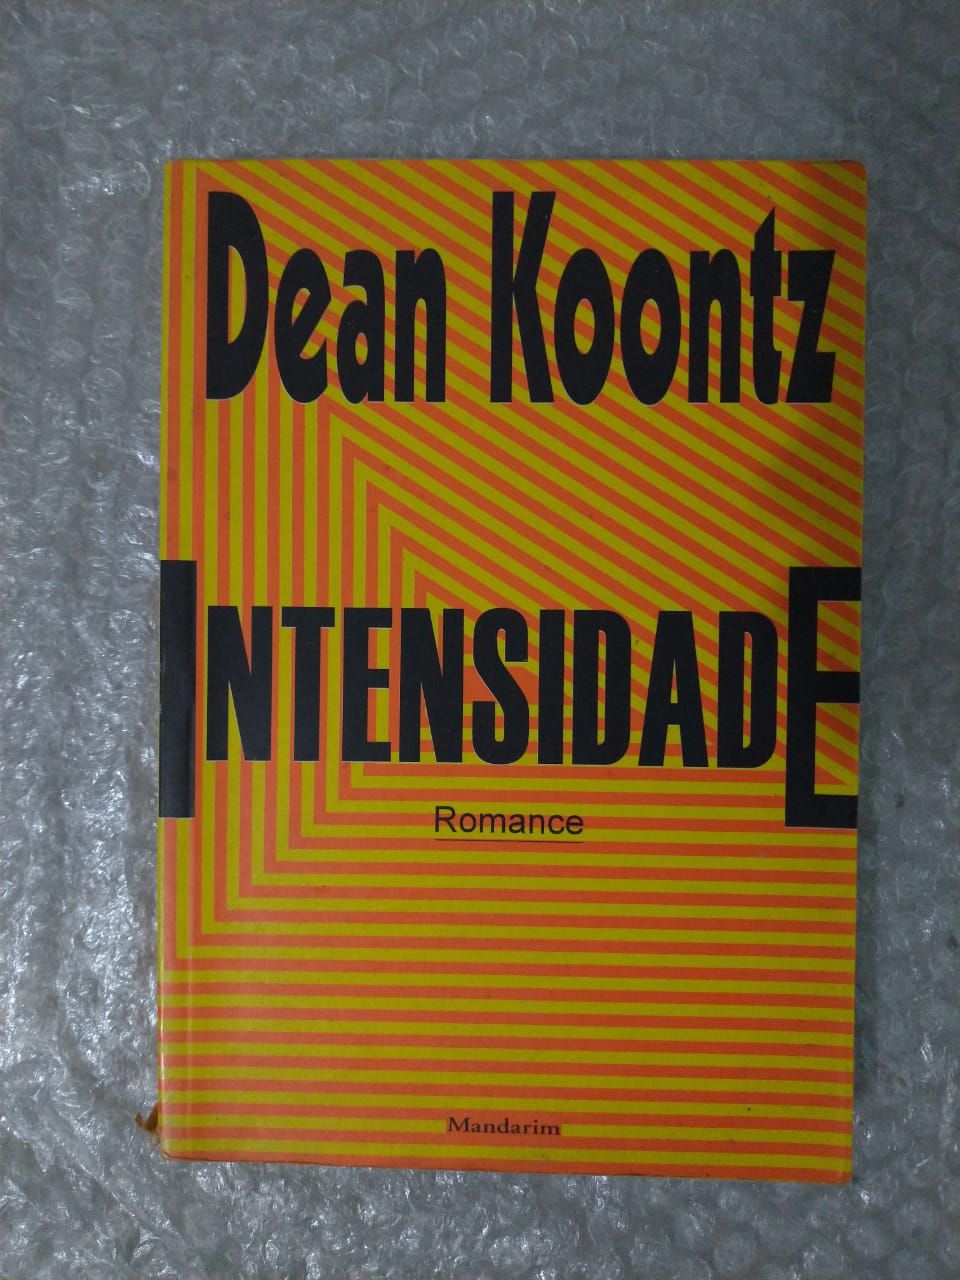 Dean Koontz
INTENSIDADE
Romance
Mandarim